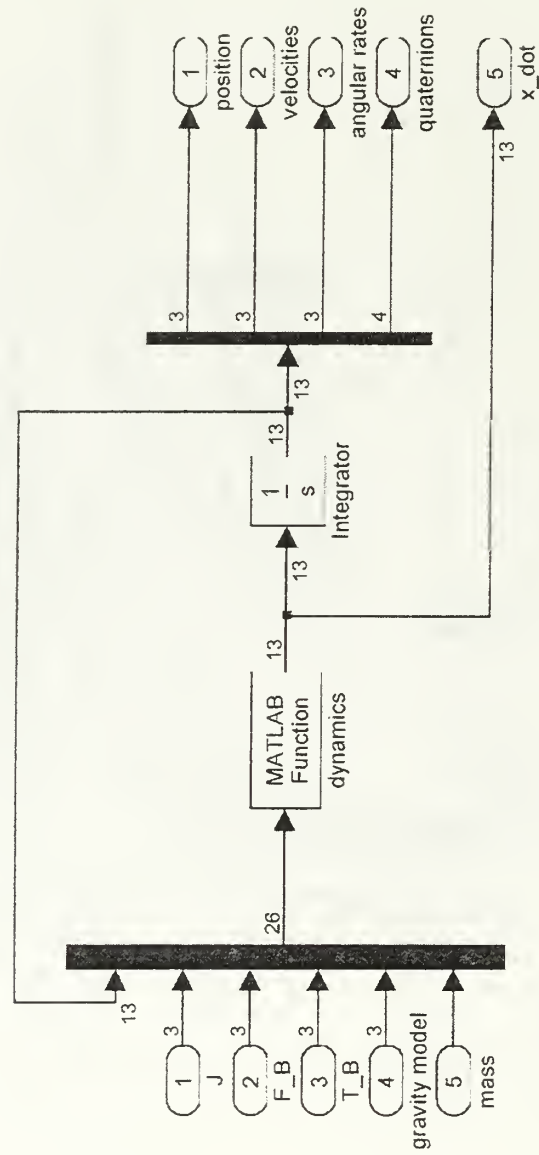 13
1
3
J
2
3
F_B
3
3
T_B
4
3
gravity model
5
mass
26
MATLAB
Function
dynamics
13
13
1
s
Integrator
13
13
3
1
position
3
2
velocities
3
3
angular rates
4
4
quaternions
13
5
x_dot